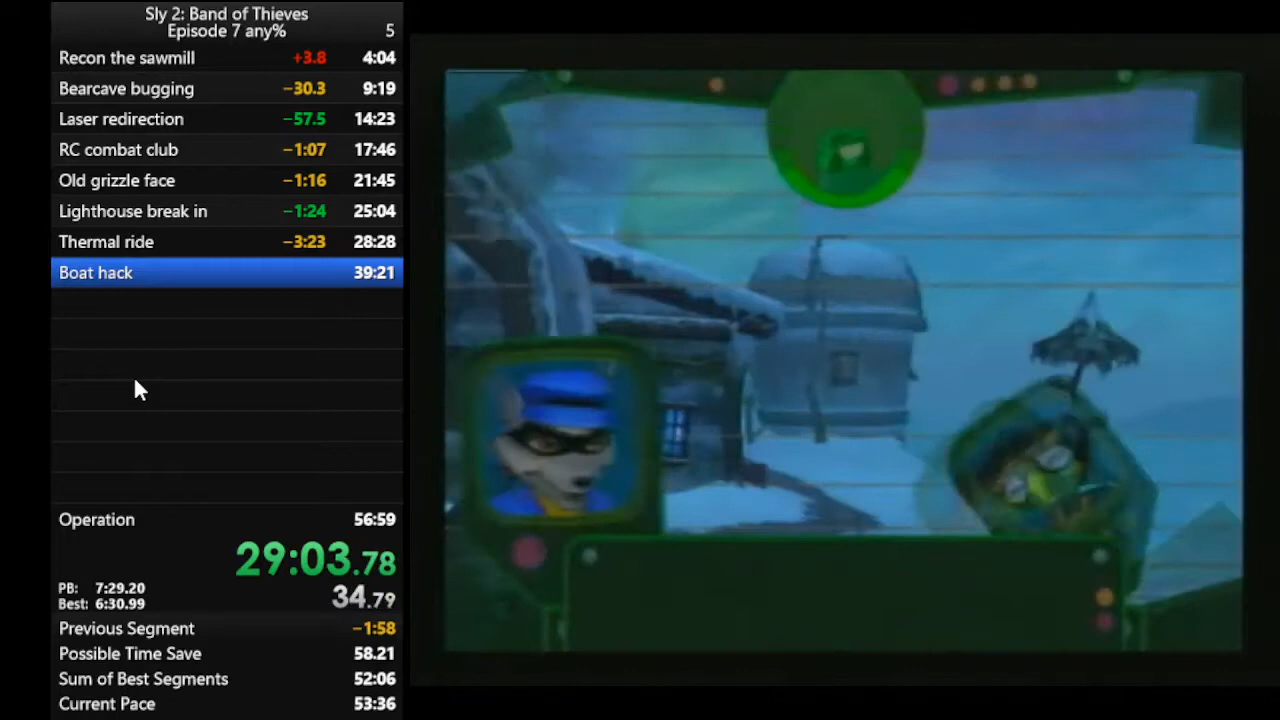 Sly 2: Band of Thieves
Episode 7 any% 5
Recon the sawmill +3.8 4:04
Bearcave bugging −30.3 9:19
Laser redirection −57.5 14:23
RC combat club −1:07 17:46
Old grizzle face −1:16 21:45
Lighthouse break in −1:24 25:04
Thermal ride −3:23 28:28
Boat hack 39:21
Operation 56:59
29:03.78
PB: 7:29.20
Best: 6:30.99
34.79
Previous Segment −1:58
Possible Time Save 58.21
Sum of Best Segments 52:06
Current Pace 53:36